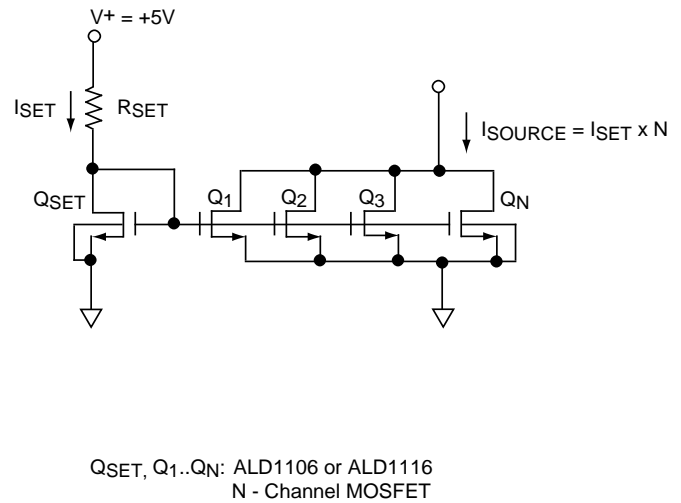 V+ = +5V
ISET
RSET
ISOURCE = ISET x N
QSET
Q1
Q2
Q3
QN
QSET, Q1..QN: ALD1106 or ALD1116
N - Channel MOSFET